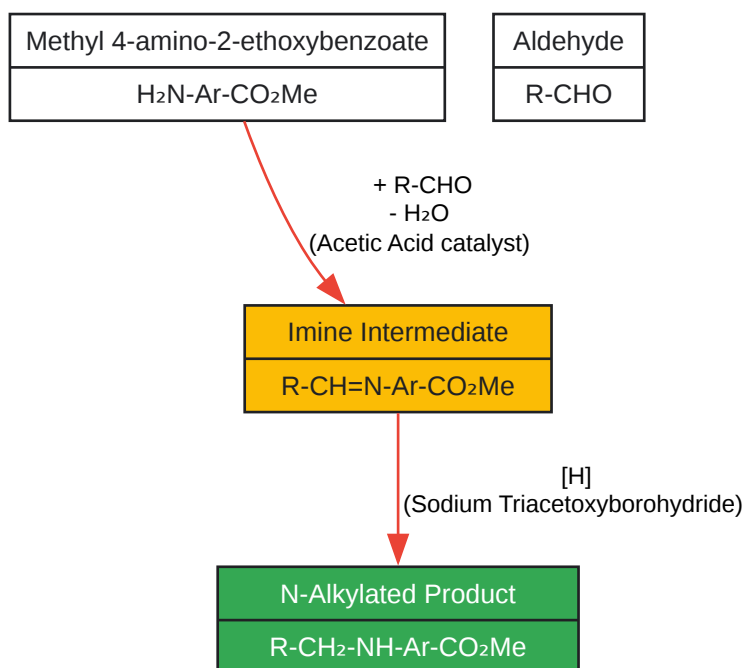 Methyl 4-amino-2-ethoxybenzoate
H₂N-Ar-CO₂Me
Aldehyde
R-CHO
+ R-CHO
- H₂O
(Acetic Acid catalyst)
Imine Intermediate
R-CH=N-Ar-CO₂Me
[H]
(Sodium Triacetoxyborohydride)
N-Alkylated Product
R-CH₂-NH-Ar-CO₂Me